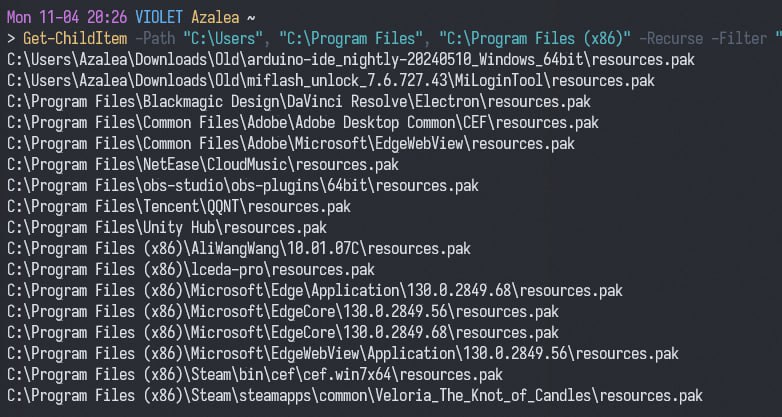 Mon 11-04 20:26 VIOLET Azalea ~
> Get-ChildItem -Path "C:\Users", "C:\Program Files", "C:\Program Files (x86)" -Recurse -Filter "
C:\Users\Azalea\Downloads\Old\arduino-ide_nightly-20240510_Windows_64bit\resources.pak
C:\Users\Azalea\Downloads\Old\miflash_unlock_7.6.727.43\MiLoginTool\resources.pak
C:\Program Files\Blackmagic Design\DaVinci Resolve\Electron\resources.pak
C:\Program Files\Common Files\Adobe\Adobe Desktop Common\CEF\resources.pak
C:\Program Files\Common Files\Adobe\Microsoft\EdgeWebView\resources.pak
C:\Program Files\NetEase\CloudMusic\resources.pak
C:\Program Files\obs-studio\obs-plugins\64bit\resources.pak
C:\Program Files\Tencent\QQNT\resources.pak
C:\Program Files\Unity Hub\resources.pak
C:\Program Files (x86)\AliWangWang\10.01.07C\resources.pak
C:\Program Files (x86)\lceda-pro\resources.pak
C:\Program Files (x86)\Microsoft\Edge\Application\130.0.2849.68\resources.pak
C:\Program Files (x86)\Microsoft\EdgeCore\130.0.2849.56\resources.pak
C:\Program Files (x86)\Microsoft\EdgeCore\130.0.2849.68\resources.pak
C:\Program Files (x86)\Microsoft\EdgeWebView\Application\130.0.2849.56\resources.pak
C:\Program Files (x86)\Steam\bin\cef\cef.win7x64\resources.pak
C:\Program Files (x86)\Steam\steamapps\common\Veloria_The_Knot_of_Candles\resources.pak